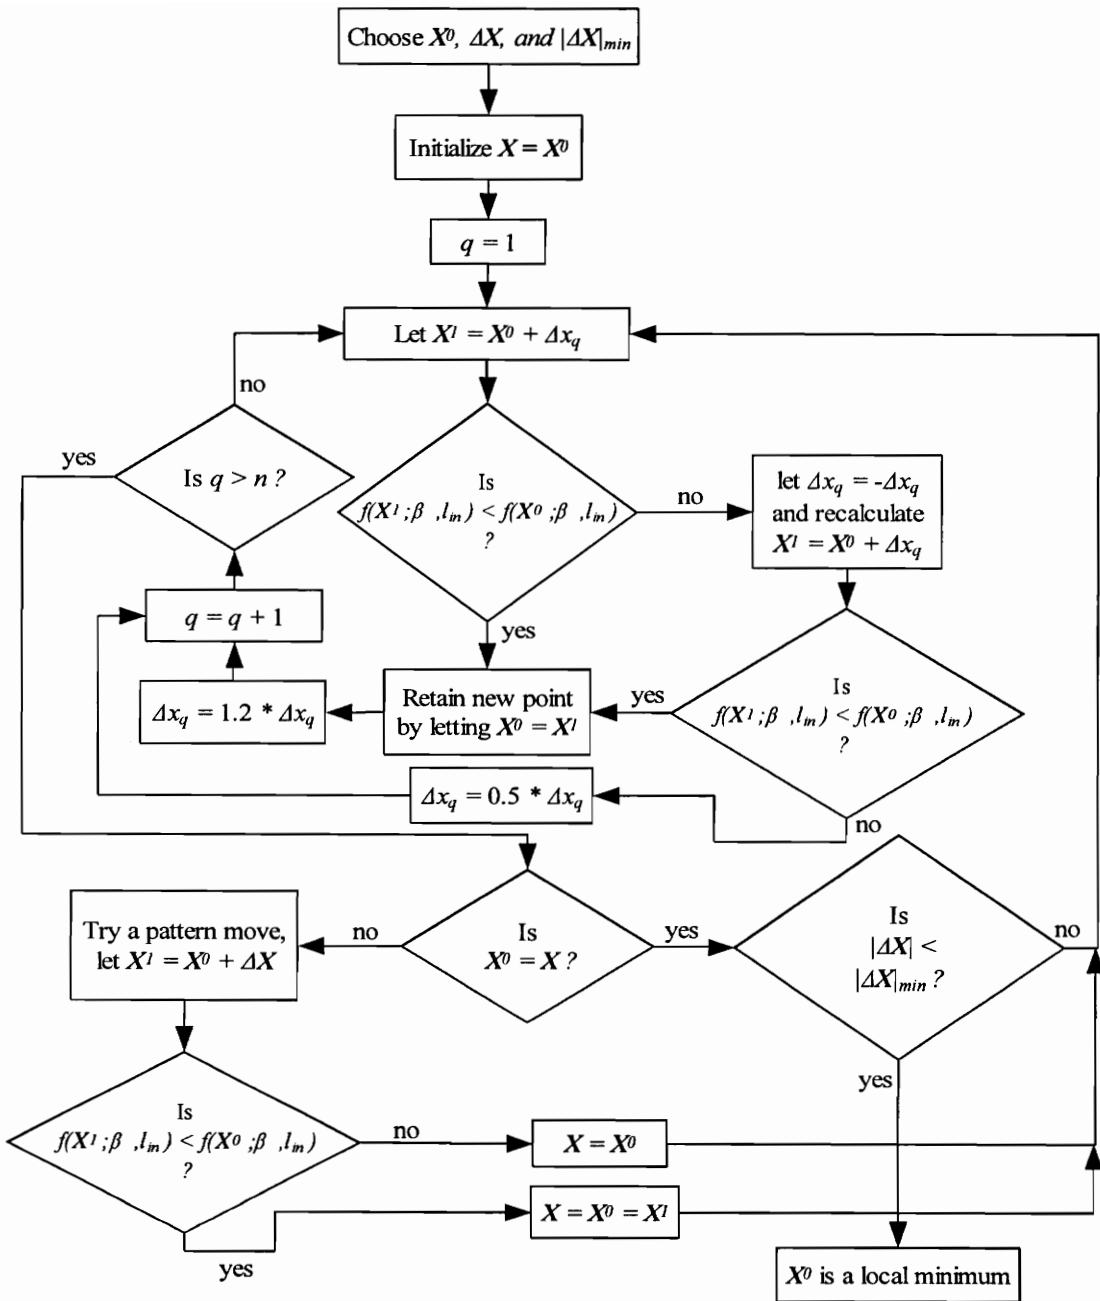 Choose X⁰, ΔX, and |ΔX|min
Initialize X = X⁰
q = 1
Let X¹ = X⁰ + Δxq
no
yes
Is q > n ?
Is
f(X¹ ;β ,lin) < f(X⁰ ;β ,lin)
?
no
let Δxq = -Δxq
and recalculate
X¹ = X⁰ + Δxq
q = q + 1
yes
Δxq = 1.2 * Δxq
Retain new point
by letting X⁰ = X¹
yes
Is
f(X¹ ;β ,lin) < f(X⁰ ;β ,lin)
?
Δxq = 0.5 * Δxq
no
Try a pattern move,
let X¹ = X⁰ + ΔX
no
Is
X⁰ = X ?
yes
Is
|ΔX| <
|ΔX|min ?
no
yes
Is
f(X¹ ;β ,lin) < f(X⁰ ;β ,lin)
?
no
X = X⁰
X = X⁰ = X¹
yes
X⁰ is a local minimum